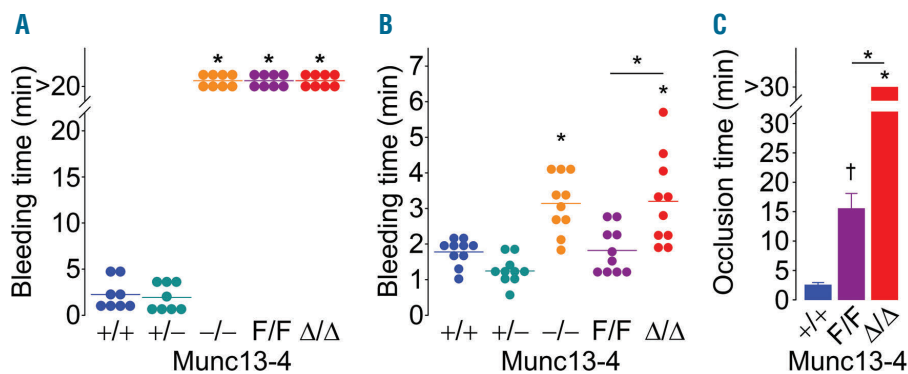 A
Bleeding time (min)
>20
20
15
10
5
0
* * *
+/+ +/− −/− F/F Δ/Δ
Munc13-4
B
Bleeding time (min)
7
6
5
4
3
2
1
0
* * *
+/+ +/− −/− F/F Δ/Δ
Munc13-4
C
Occlusion time (min)
>30
30
25
20
15
10
5
0
*
*
†
+/+ F/F Δ/Δ
Munc13-4